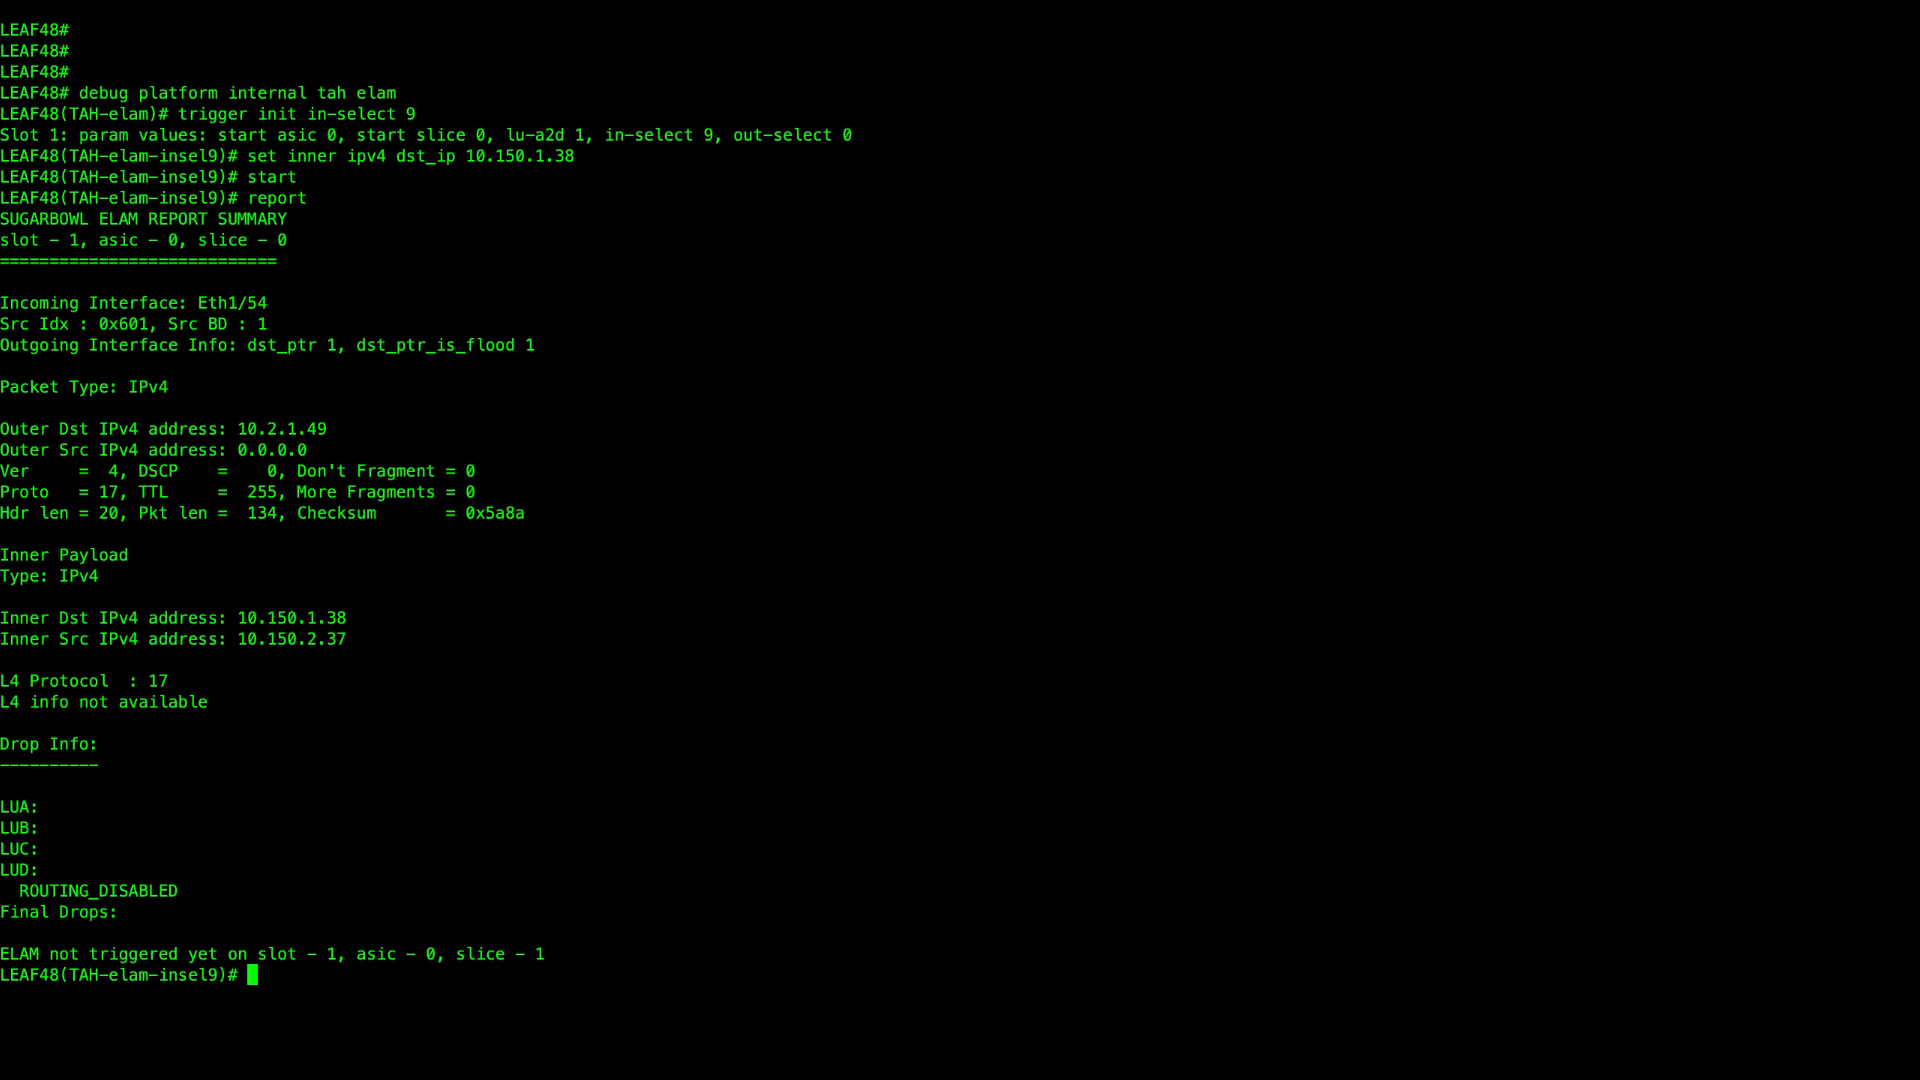 LEAF48#
LEAF48#
LEAF48#
LEAF48# debug platform internal tah elam
LEAF48(TAH-elam)# trigger init in-select 9
Slot 1: param values: start asic 0, start slice 0, lu-a2d 1, in-select 9, out-select 0
LEAF48(TAH-elam-insel9)# set inner ipv4 dst_ip 10.150.1.38
LEAF48(TAH-elam-insel9)# start
LEAF48(TAH-elam-insel9)# report
SUGARBOWL ELAM REPORT SUMMARY
slot - 1, asic - 0, slice - 0
============================
Incoming Interface: Eth1/54
Src Idx : 0x601, Src BD : 1
Outgoing Interface Info: dst_ptr 1, dst_ptr_is_flood 1
Packet Type: IPv4
Outer Dst IPv4 address: 10.2.1.49
Outer Src IPv4 address: 0.0.0.0
Ver     =  4, DSCP    =    0, Don't Fragment = 0
Proto   = 17, TTL     =  255, More Fragments = 0
Hdr len = 20, Pkt len =  134, Checksum       = 0x5a8a
Inner Payload
Type: IPv4
Inner Dst IPv4 address: 10.150.1.38
Inner Src IPv4 address: 10.150.2.37
L4 Protocol  : 17
L4 info not available
Drop Info:
----------
LUA:
LUB:
LUC:
LUD:
  ROUTING_DISABLED
Final Drops:
ELAM not triggered yet on slot - 1, asic - 0, slice - 1
LEAF48(TAH-elam-insel9)#